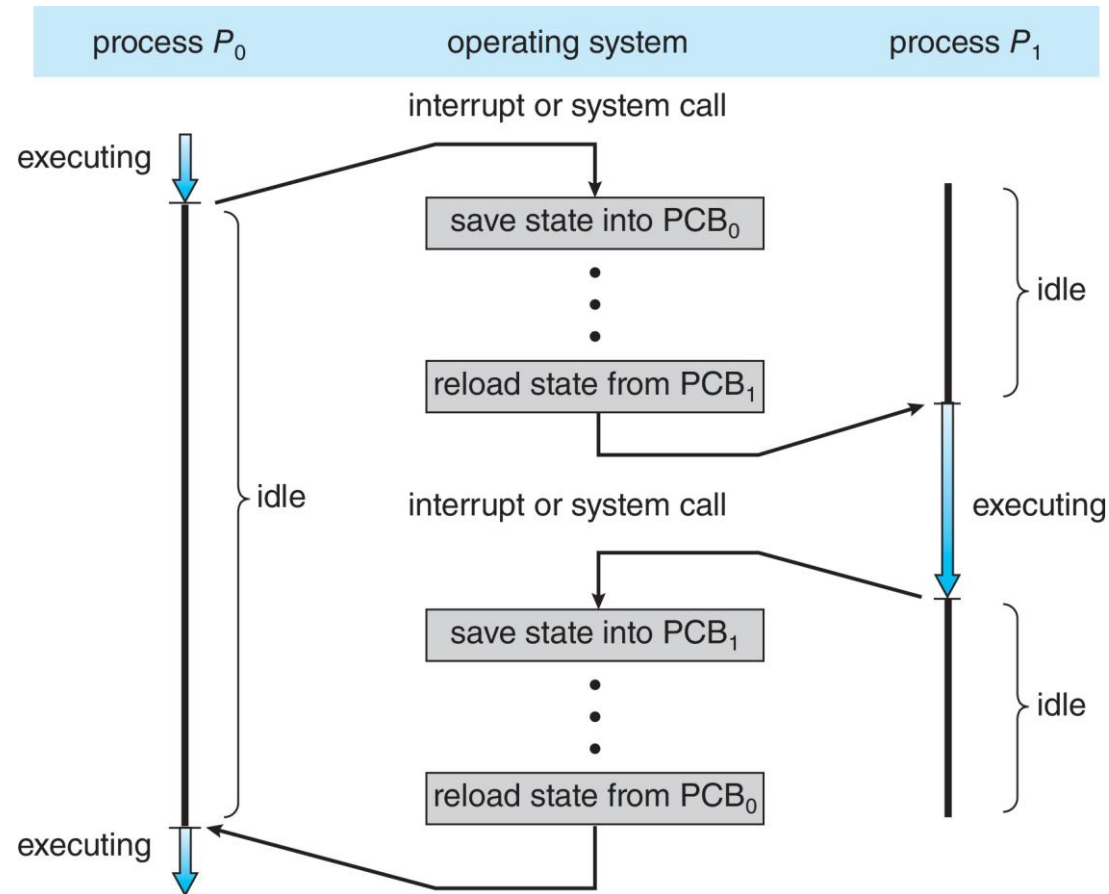 process P₀ operating system process P₁
interrupt or system call
executing
save state into PCB₀
idle
reload state from PCB₁
idle
interrupt or system call
executing
save state into PCB₁
idle
reload state from PCB₀
executing